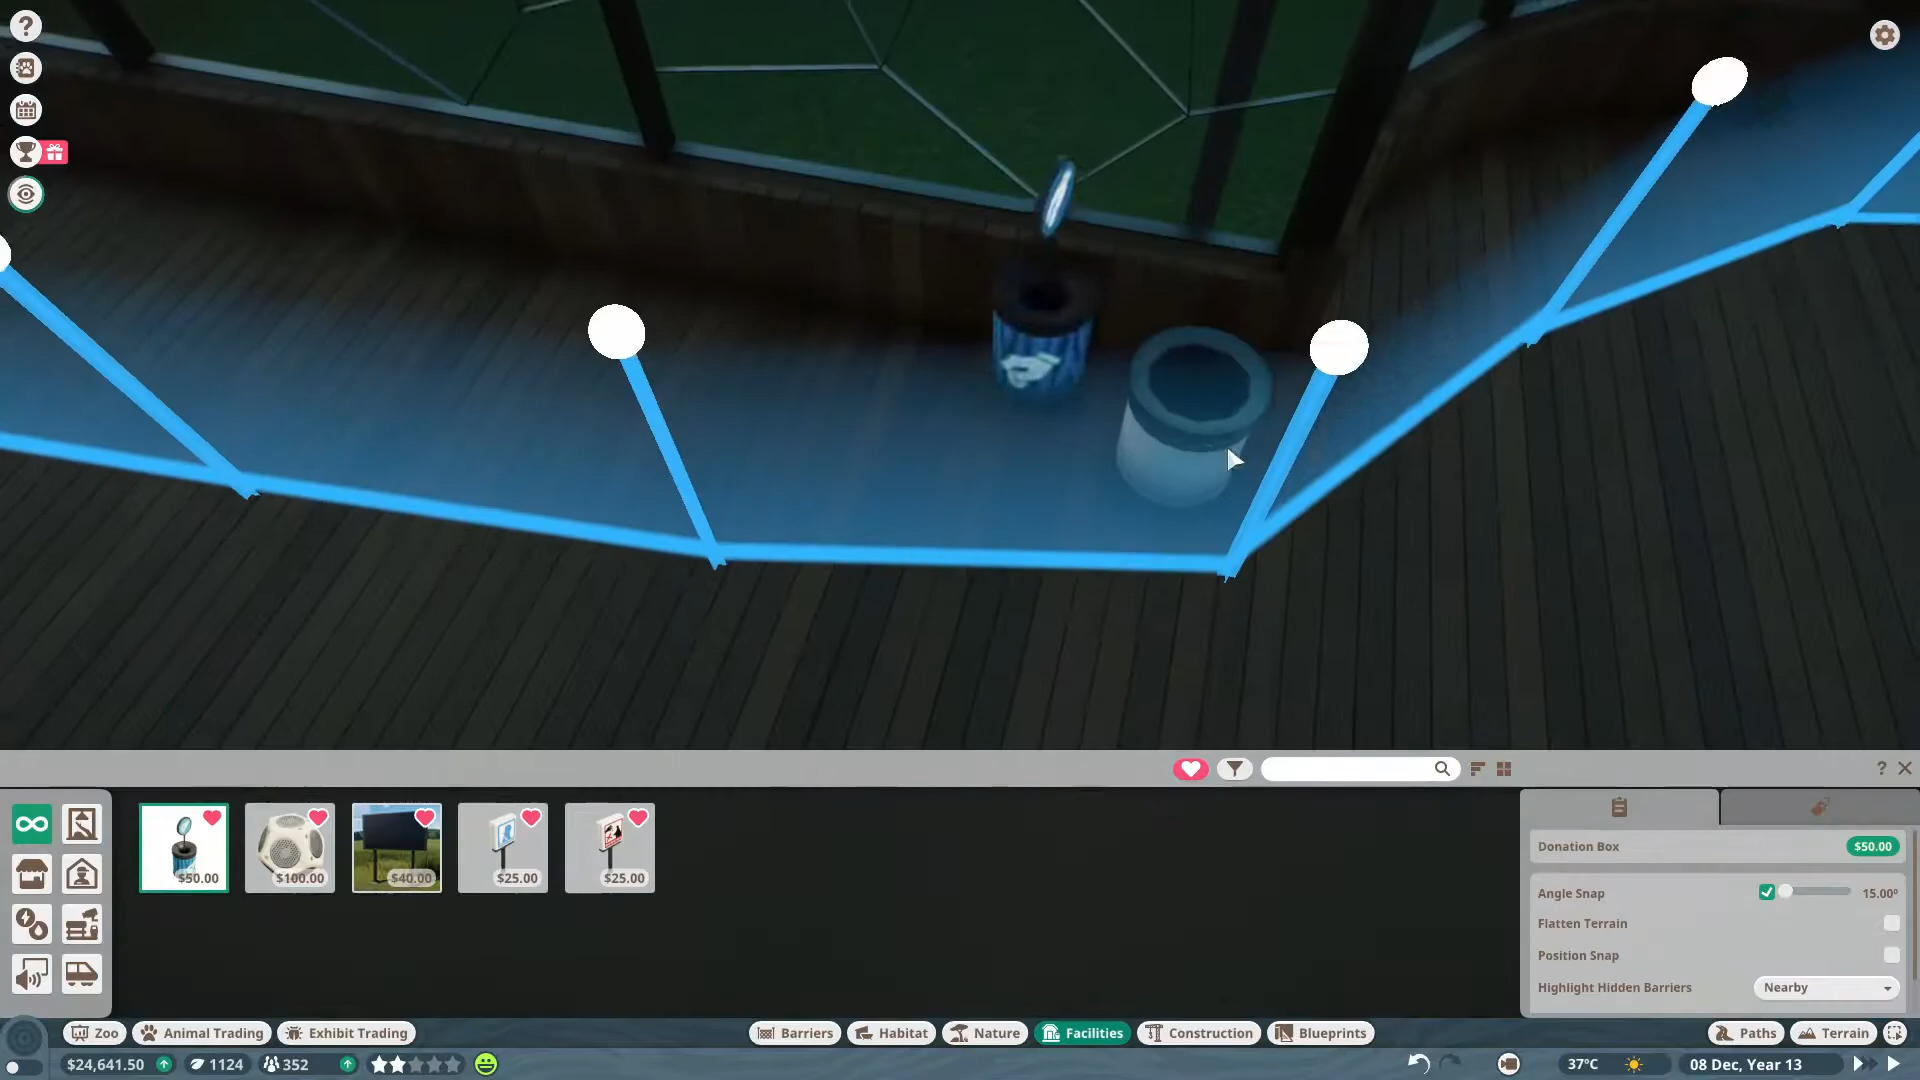 $50.00
$100.00
$40.00
$25.00
$25.00
Donation Box
$50.00
Angle Snap
15.00°
Flatten Terrain
Position Snap
Highlight Hidden Barriers
Nearby
Zoo
Animal Trading
Exhibit Trading
Barriers
Habitat
Nature
Facilities
Construction
Blueprints
Paths
Terrain
$24,641.50
1124
352
37°C
08 Dec, Year 13